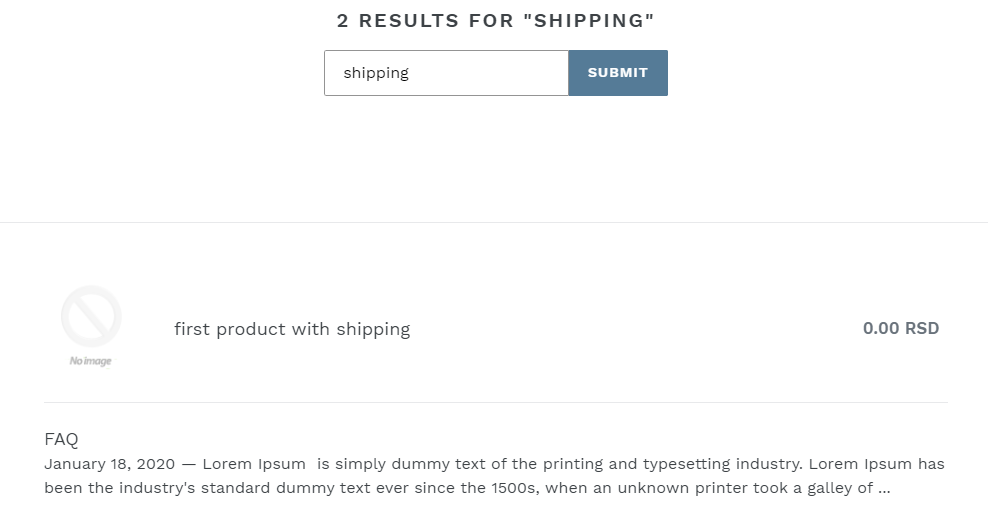 2 RESULTS FOR "SHIPPING"
shipping
SUBMIT
No image
first product with shipping
0.00 RSD
FAQ
January 18, 2020 — Lorem Ipsum  is simply dummy text of the printing and typesetting industry. Lorem Ipsum has
been the industry's standard dummy text ever since the 1500s, when an unknown printer took a galley of ...